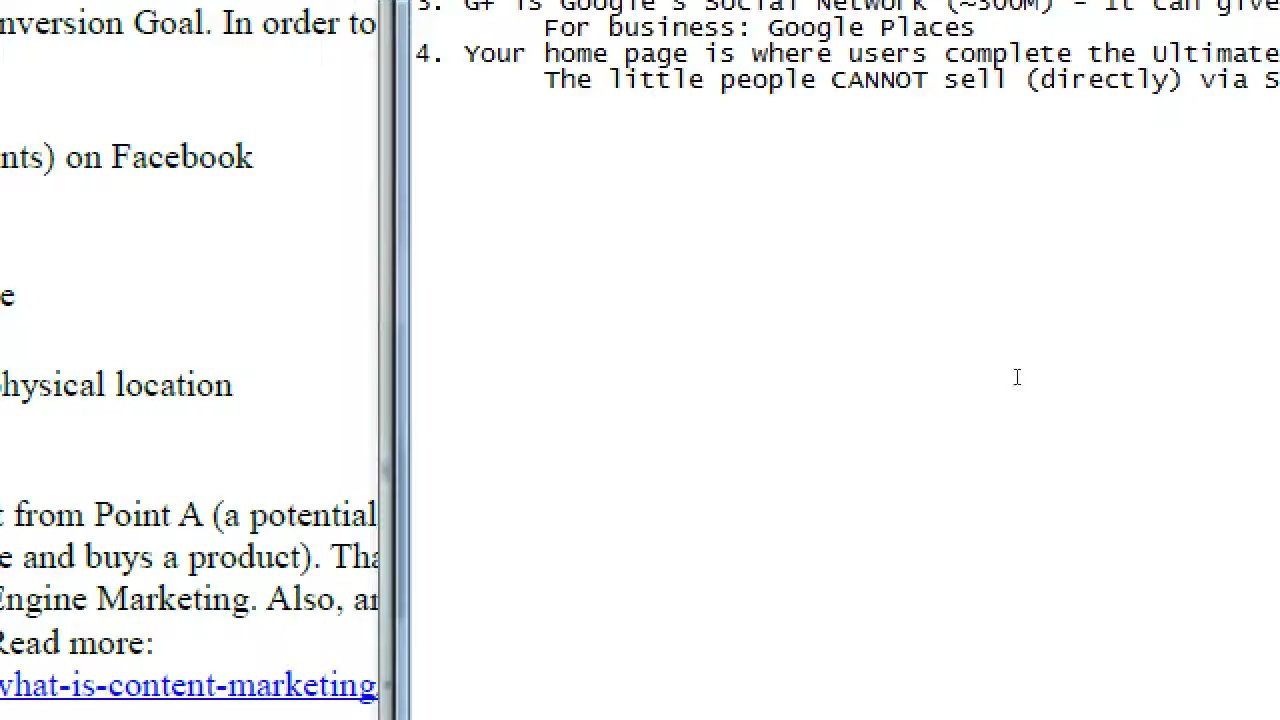 nversion Goal. In order to
nts) on Facebook
e
hysical location
t from Point A (a potential
e and buys a product). Tha
Engine Marketing. Also, an
Read more:
what-is-content-marketing/
3. G+ is Google's Social Network (~300M) - it can give
For business: Google Places
4. Your home page is where users complete the Ultimate
The little people CANNOT sell (directly) via S